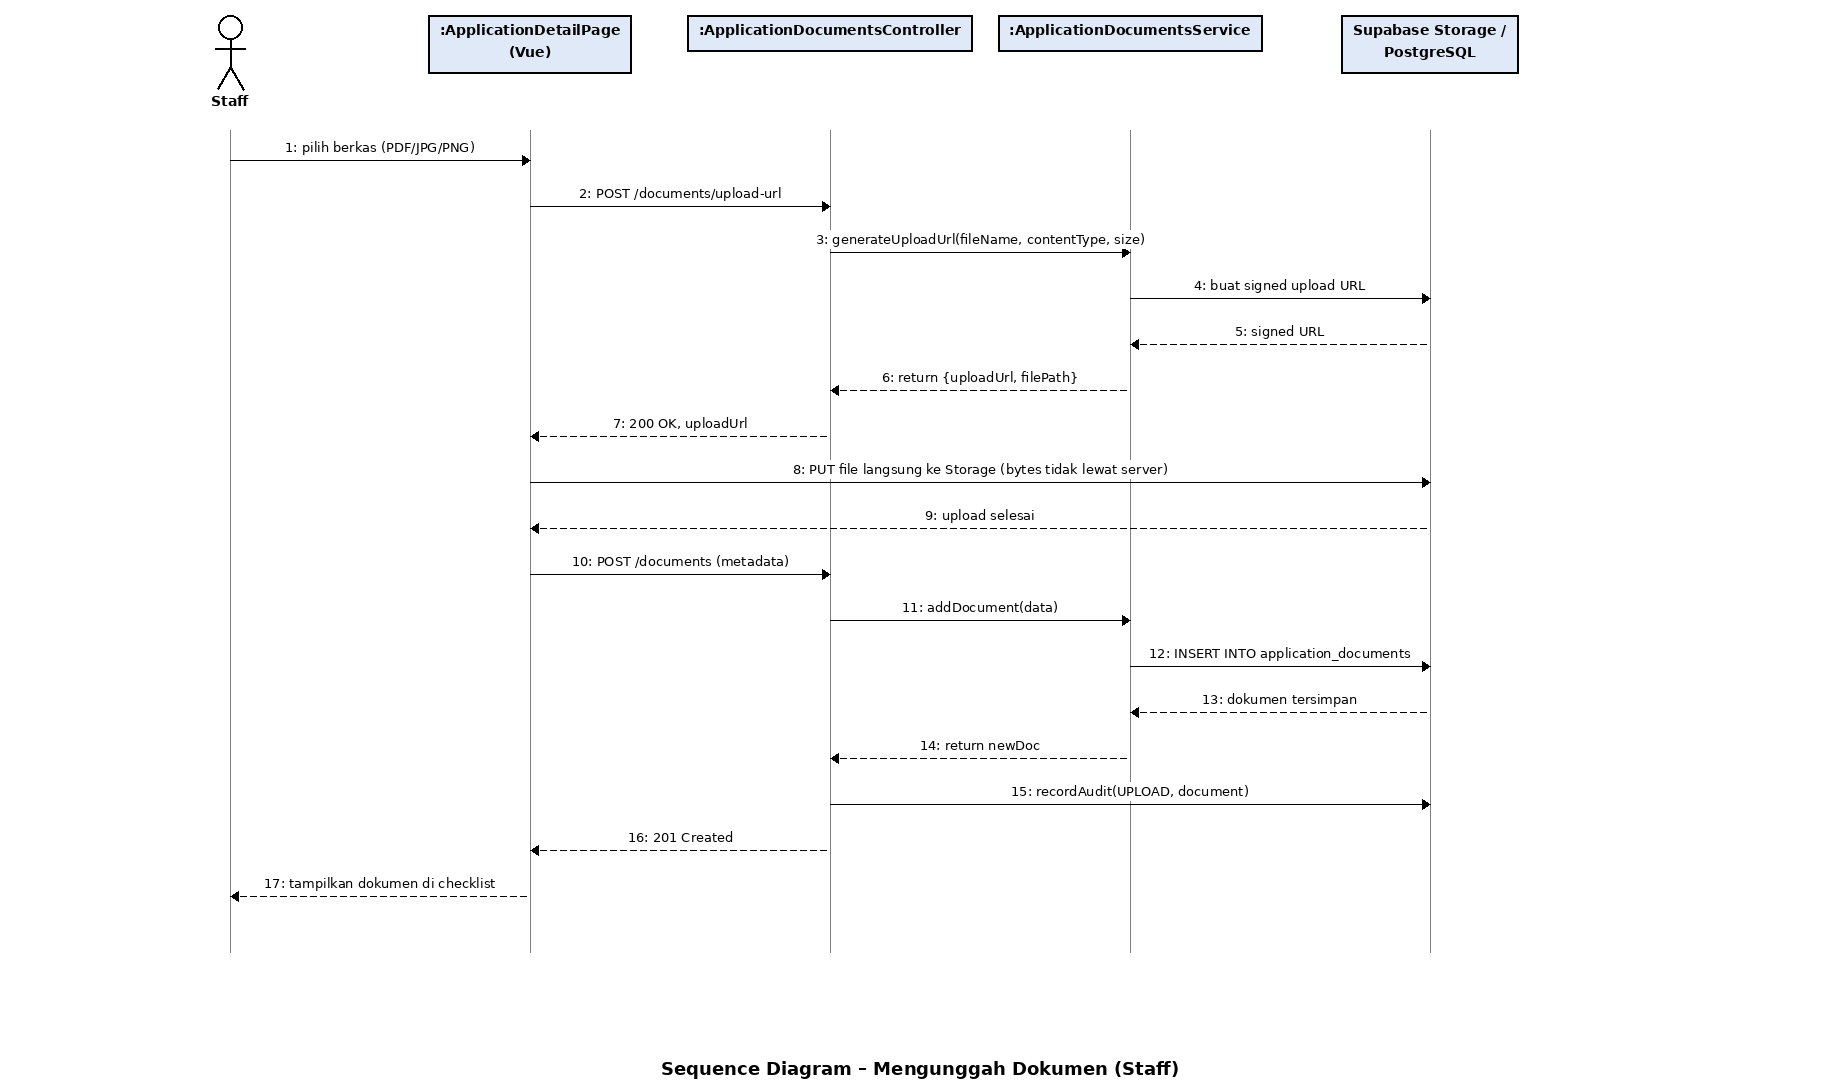 :ApplicationDetailPage
(Vue)
:ApplicationDocumentsController
:ApplicationDocumentsService
Supabase Storage /
PostgreSQL
Staff
1: pilih berkas (PDF/JPG/PNG)
2: POST /documents/upload-url
3: generateUploadUrl(fileName, contentType, size)
4: buat signed upload URL
5: signed URL
6: return {uploadUrl, filePath}
7: 200 OK, uploadUrl
8: PUT file langsung ke Storage (bytes tidak lewat server)
9: upload selesai
10: POST /documents (metadata)
11: addDocument(data)
12: INSERT INTO application_documents
13: dokumen tersimpan
14: return newDoc
15: recordAudit(UPLOAD, document)
16: 201 Created
17: tampilkan dokumen di checklist
Sequence Diagram – Mengunggah Dokumen (Staff)